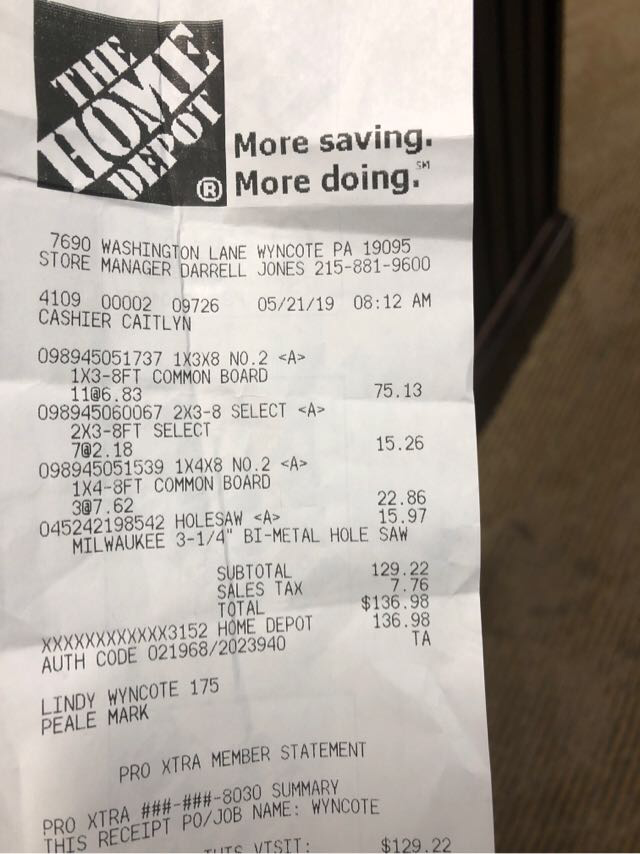 THE
HOME
DEPOT
®
More saving.
More doing.℠
7690 WASHINGTON LANE WYNCOTE PA 19095
STORE MANAGER DARRELL JONES 215-881-9600
4109 00002 09726 05/21/19 08:12 AM
CASHIER CAITLYN
098945051737 1X3X8 NO.2 <A>
1X3-8FT COMMON BOARD
11@6.83 75.13
098945060067 2X3-8 SELECT <A>
2X3-8FT SELECT
7@2.18 15.26
098945051539 1X4X8 NO.2 <A>
1X4-8FT COMMON BOARD
3@7.62 22.86
045242198542 HOLESAW <A> 15.97
MILWAUKEE 3-1/4" BI-METAL HOLE SAW
SUBTOTAL 129.22
SALES TAX 7.76
TOTAL $136.98
XXXXXXXXXXXX3152 HOME DEPOT 136.98
AUTH CODE 021968/2023940 TA
LINDY WYNCOTE 175
PEALE MARK
PRO XTRA MEMBER STATEMENT
PRO XTRA ###-###-8030 SUMMARY
THIS RECEIPT PO/JOB NAME: WYNCOTE
THIS VISIT: $129.22